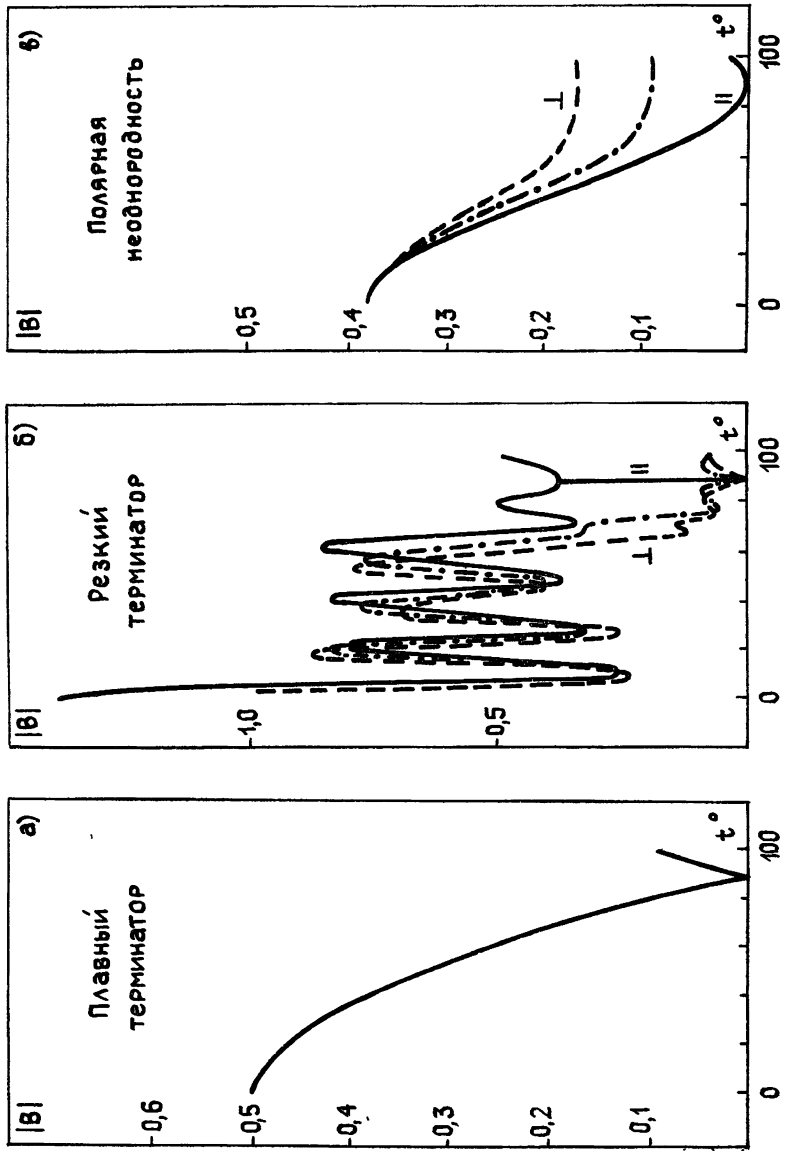 |B|
а)
Плавный
терминатор
0,6
0,5
0,4
0,3
0,2
0,1
0
100
t°
|B|
б)
Резкий
терминатор
1,0
0,5
⊥
||
0
100
t°
|B|
в)
Полярная
неоднородность
0,5
0,4
0,3
0,2
0,1
⊥
||
0
100
t°